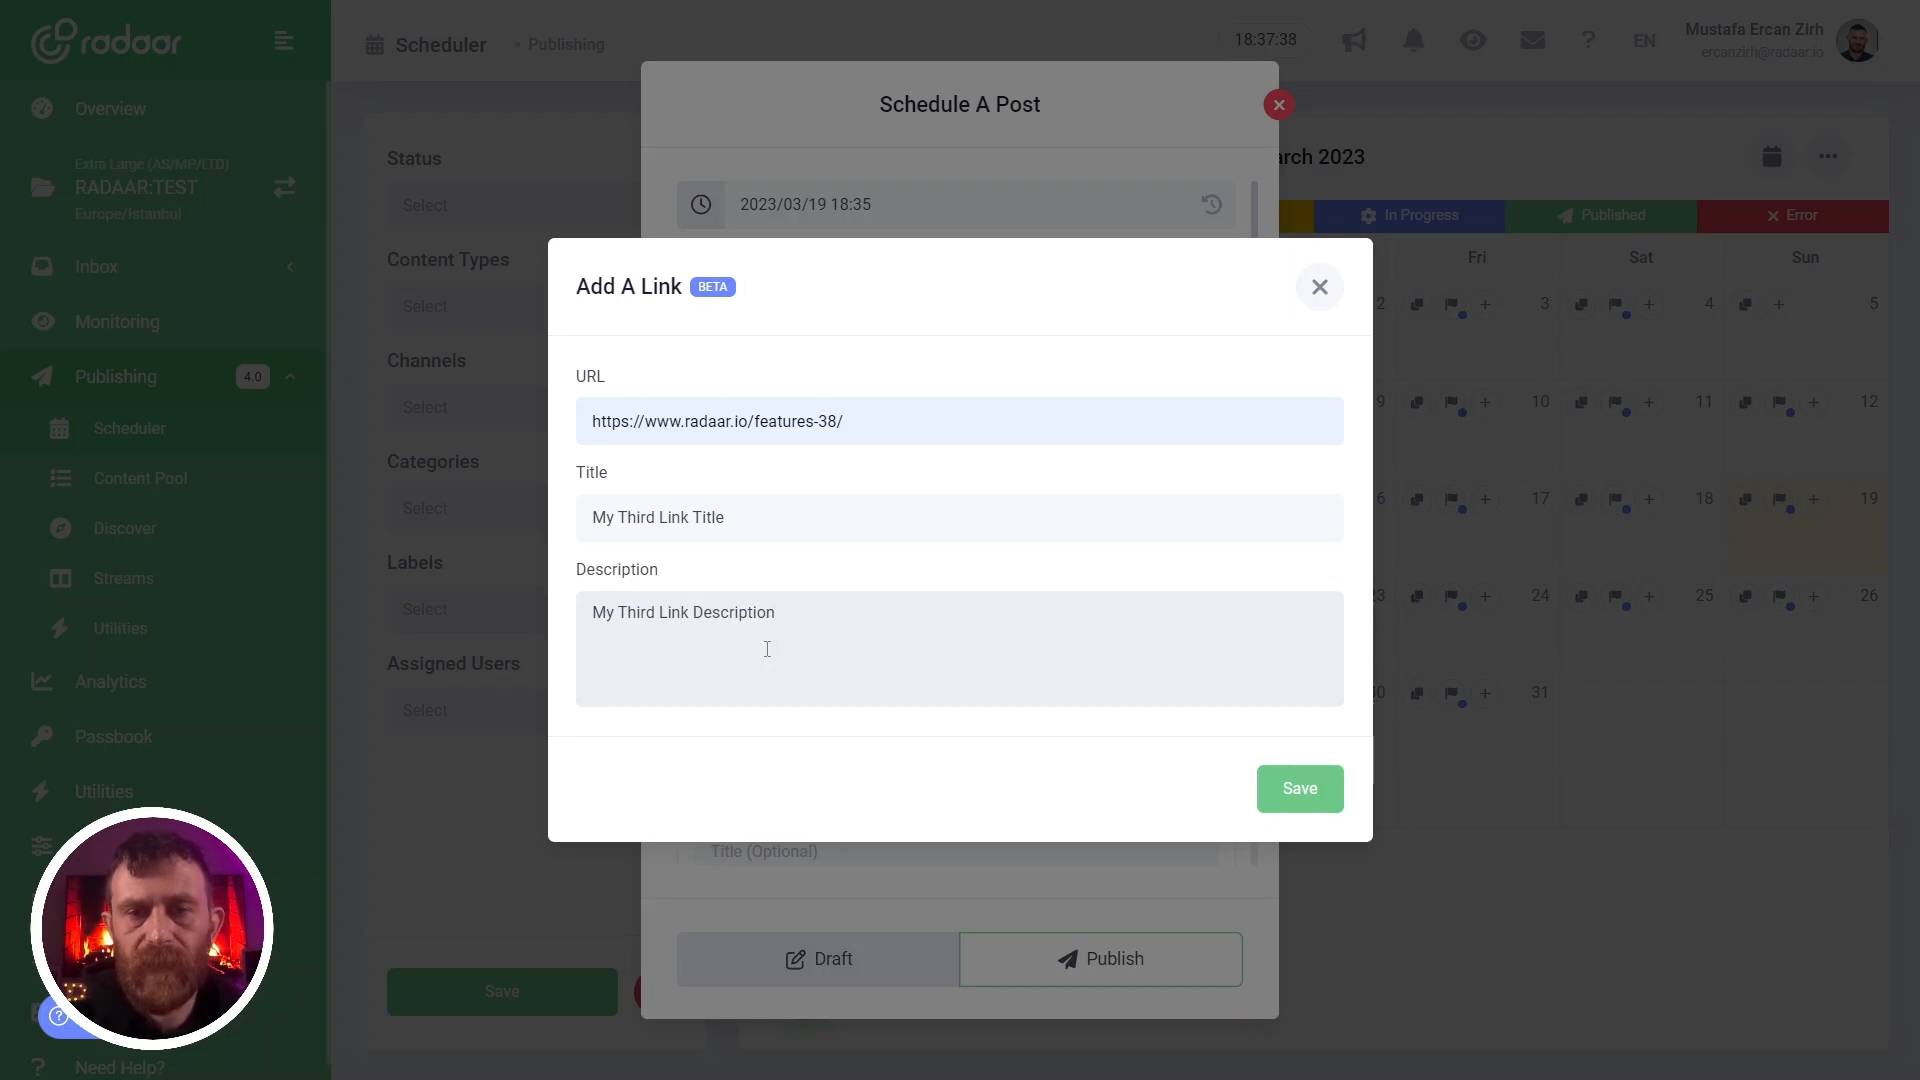 radaar
Scheduler
• Publishing
18:37:38
EN
Mustafa Ercan Zirh
ercanzirh@radaar.io
Overview
Extra Large (AS/MP/LTD)
RADAAR:TEST
Europe/Istanbul
Inbox
Monitoring
Publishing 4.0
Scheduler
Content Pool
Discover
Streams
Utilities
Analytics
Passbook
Utilities
Need Help?
Status
Select
Content Types
Select
Channels
Select
Categories
Select
Labels
Select
Assigned Users
Select
Save
Schedule A Post
2023/03/19 18:35
Add A Link BETA
URL
https://www.radaar.io/features-38/
Title
My Third Link Title
Description
My Third Link Description
Save
Title (Optional)
Draft
Publish
arch 2023
In Progress
Published
Error
Fri
Sat
Sun
2
3
4
5
9
10
11
12
6
17
18
19
23
24
25
26
30
31